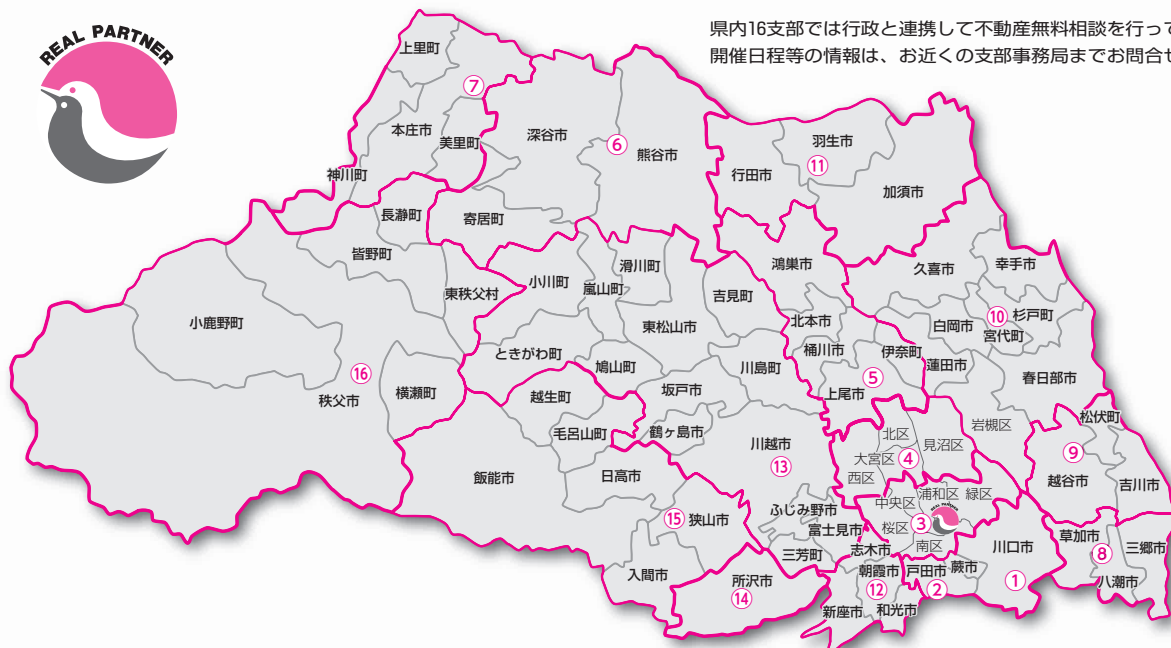 REAL PARTNER
県内16支部では行政と連携して不動産無料相談を行って
開催日程等の情報は、お近くの支部事務局までお問合せ
上里町
⑦
本庄市
美里町
神川町
深谷市
⑥
熊谷市
寄居町
長瀞町
皆野町
東秩父村
小鹿野町
⑯
秩父市
横瀬町
行田市
羽生市
⑪
加須市
鴻巣市
久喜市
幸手市
⑩
杉戸町
宮代町
白岡市
蓮田市
春日部市
岩槻区
北本市
桶川市
伊奈町
⑤
上尾市
小川町
嵐山町
滑川町
吉見町
東松山市
ときがわ町
鳩山町
川島町
越生町
毛呂山町
坂戸市
鶴ヶ島市
川越市
⑬
飯能市
日高市
⑮
狭山市
入間市
ふじみ野市
富士見市
三芳町
所沢市
⑭
北区
見沼区
大宮区
④
西区
中央区
浦和区
緑区
桜区
③
REAL PARTNER
南区
志木市
朝霞市
⑫
新座市
和光市
戸田市
②
蕨市
川口市
①
松伏町
⑨
越谷市
吉川市
草加市
⑧
八潮市
三郷市